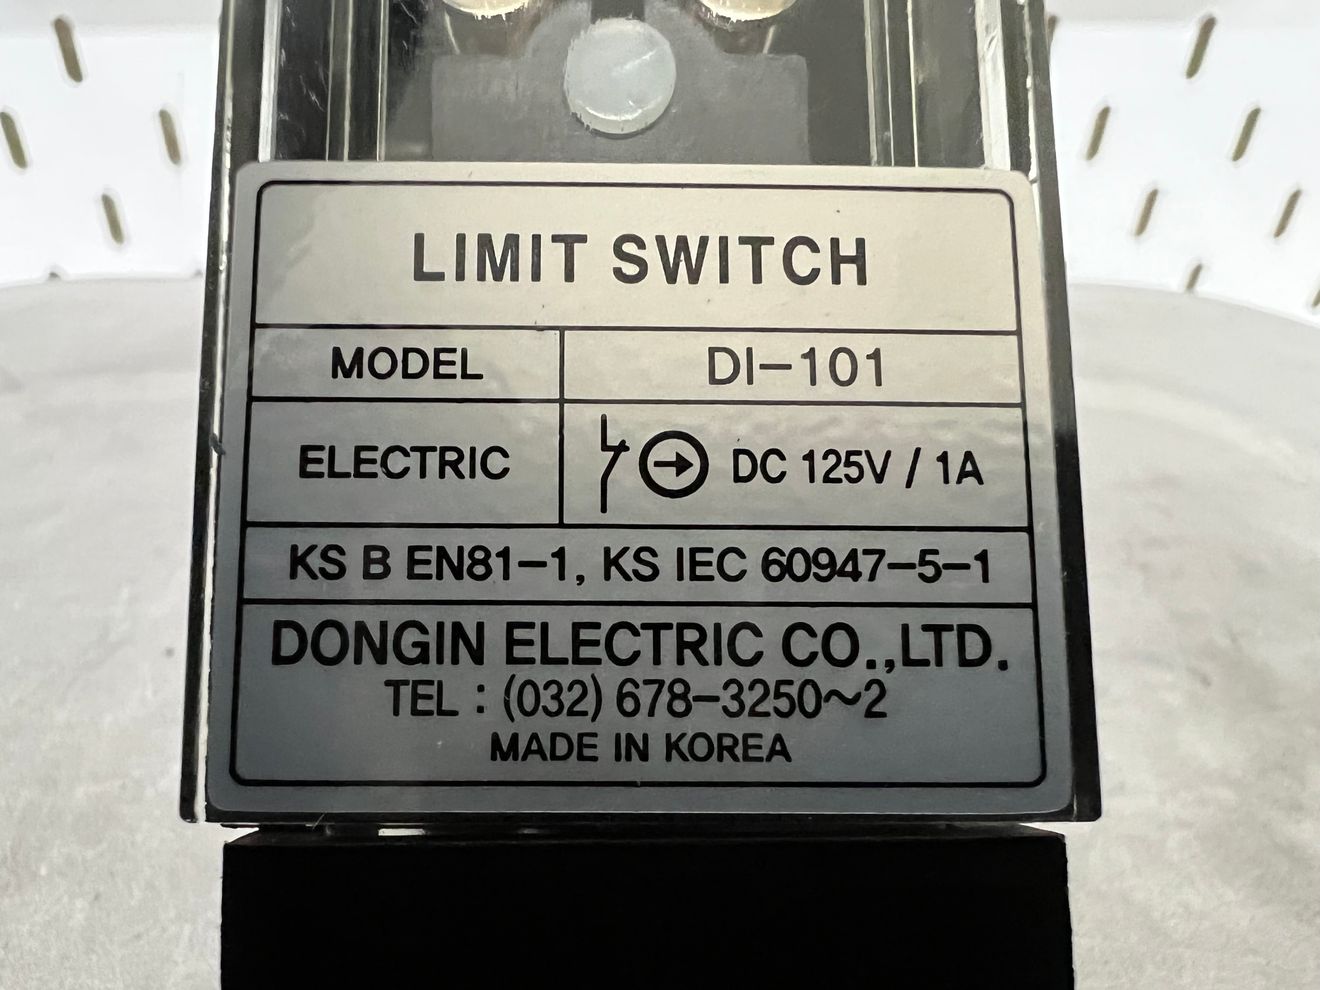 LIMIT SWITCH
MODEL DI-101
ELECTRIC DC 125V / 1A
KS B EN81-1, KS IEC 60947-5-1
DONGIN ELECTRIC CO.,LTD.
TEL : (032) 678-3250~2
MADE IN KOREA